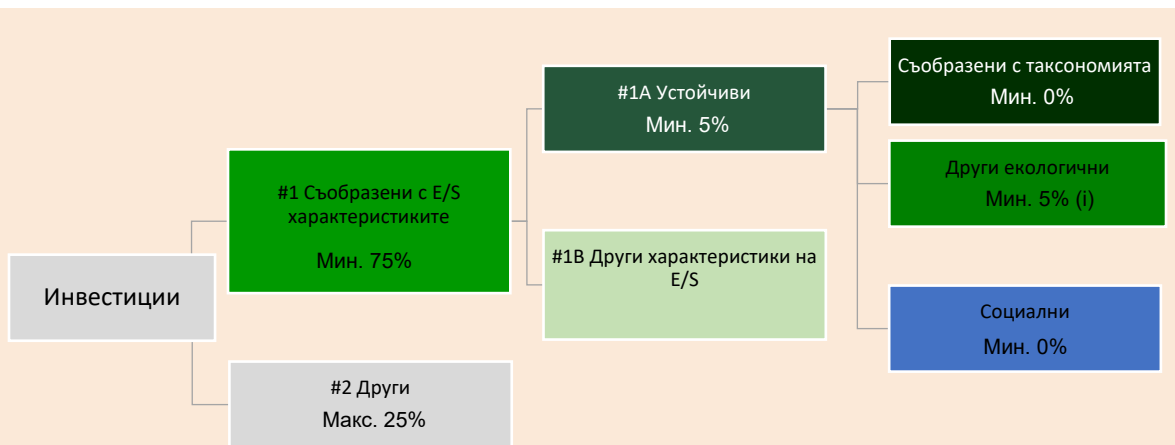 Инвестиции
#1 Съобразени с E/S
характеристиките
Мин. 75%
#2 Други
Макс. 25%
#1A Устойчиви
Мин. 5%
#1B Други характеристики на
E/S
Съобразени с таксономията
Мин. 0%
Други екологични
Мин. 5% (i)
Социални
Мин. 0%